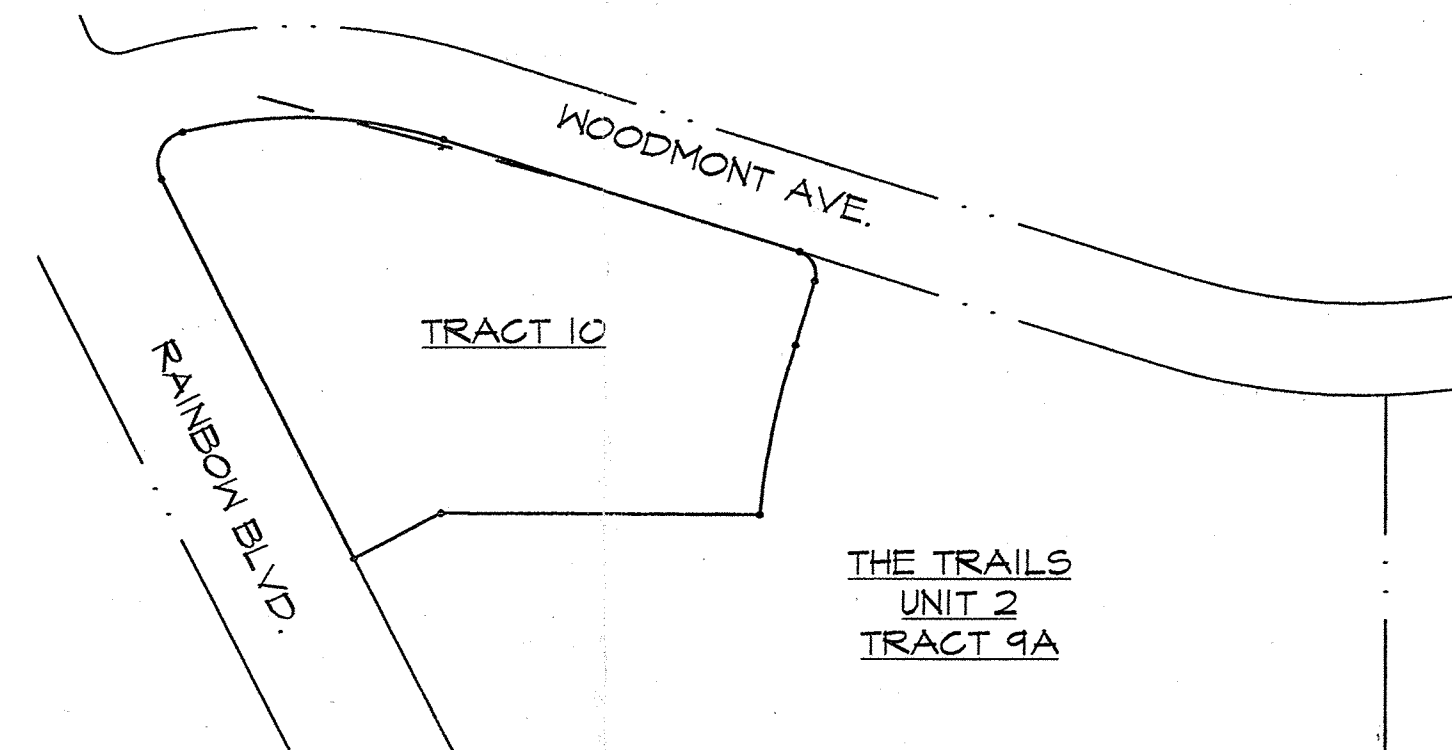 WOODMONT AVE.
TRACT 10
RAINBOW BLVD.
THE TRAILS
UNIT 2
TRACT 9A